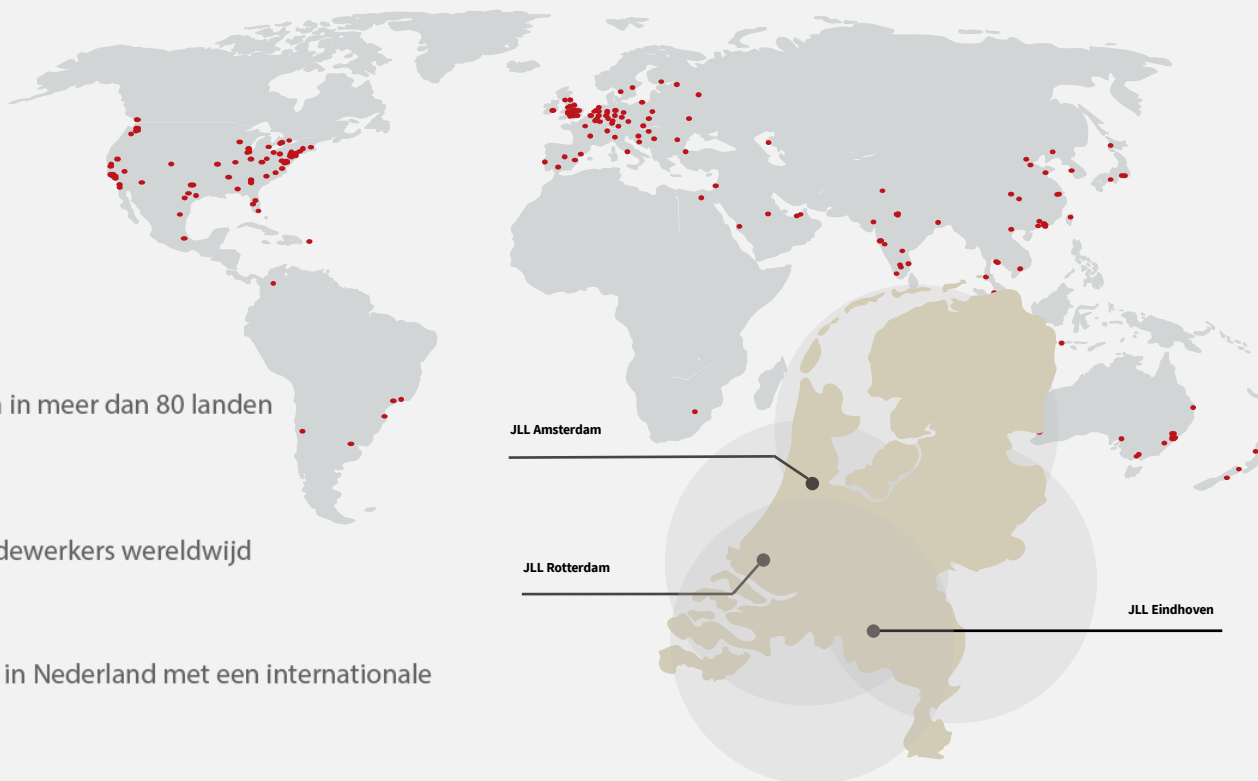 in meer dan 80 landen
JLL Amsterdam
dewerkers wereldwijd
JLL Rotterdam
JLL Eindhoven
in Nederland met een internationale